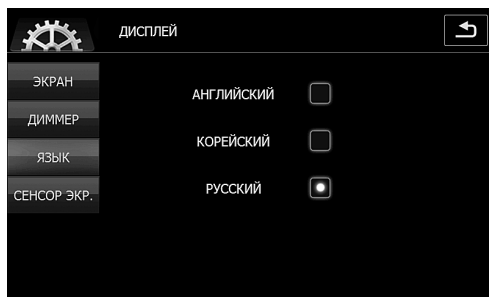 ДИСПЛЕЙ
ЭКРАН
ДИММЕР
ЯЗЫК
СЕНСОР ЭКР.
АНГЛИЙСКИЙ
КОРЕЙСКИЙ
РУССКИЙ